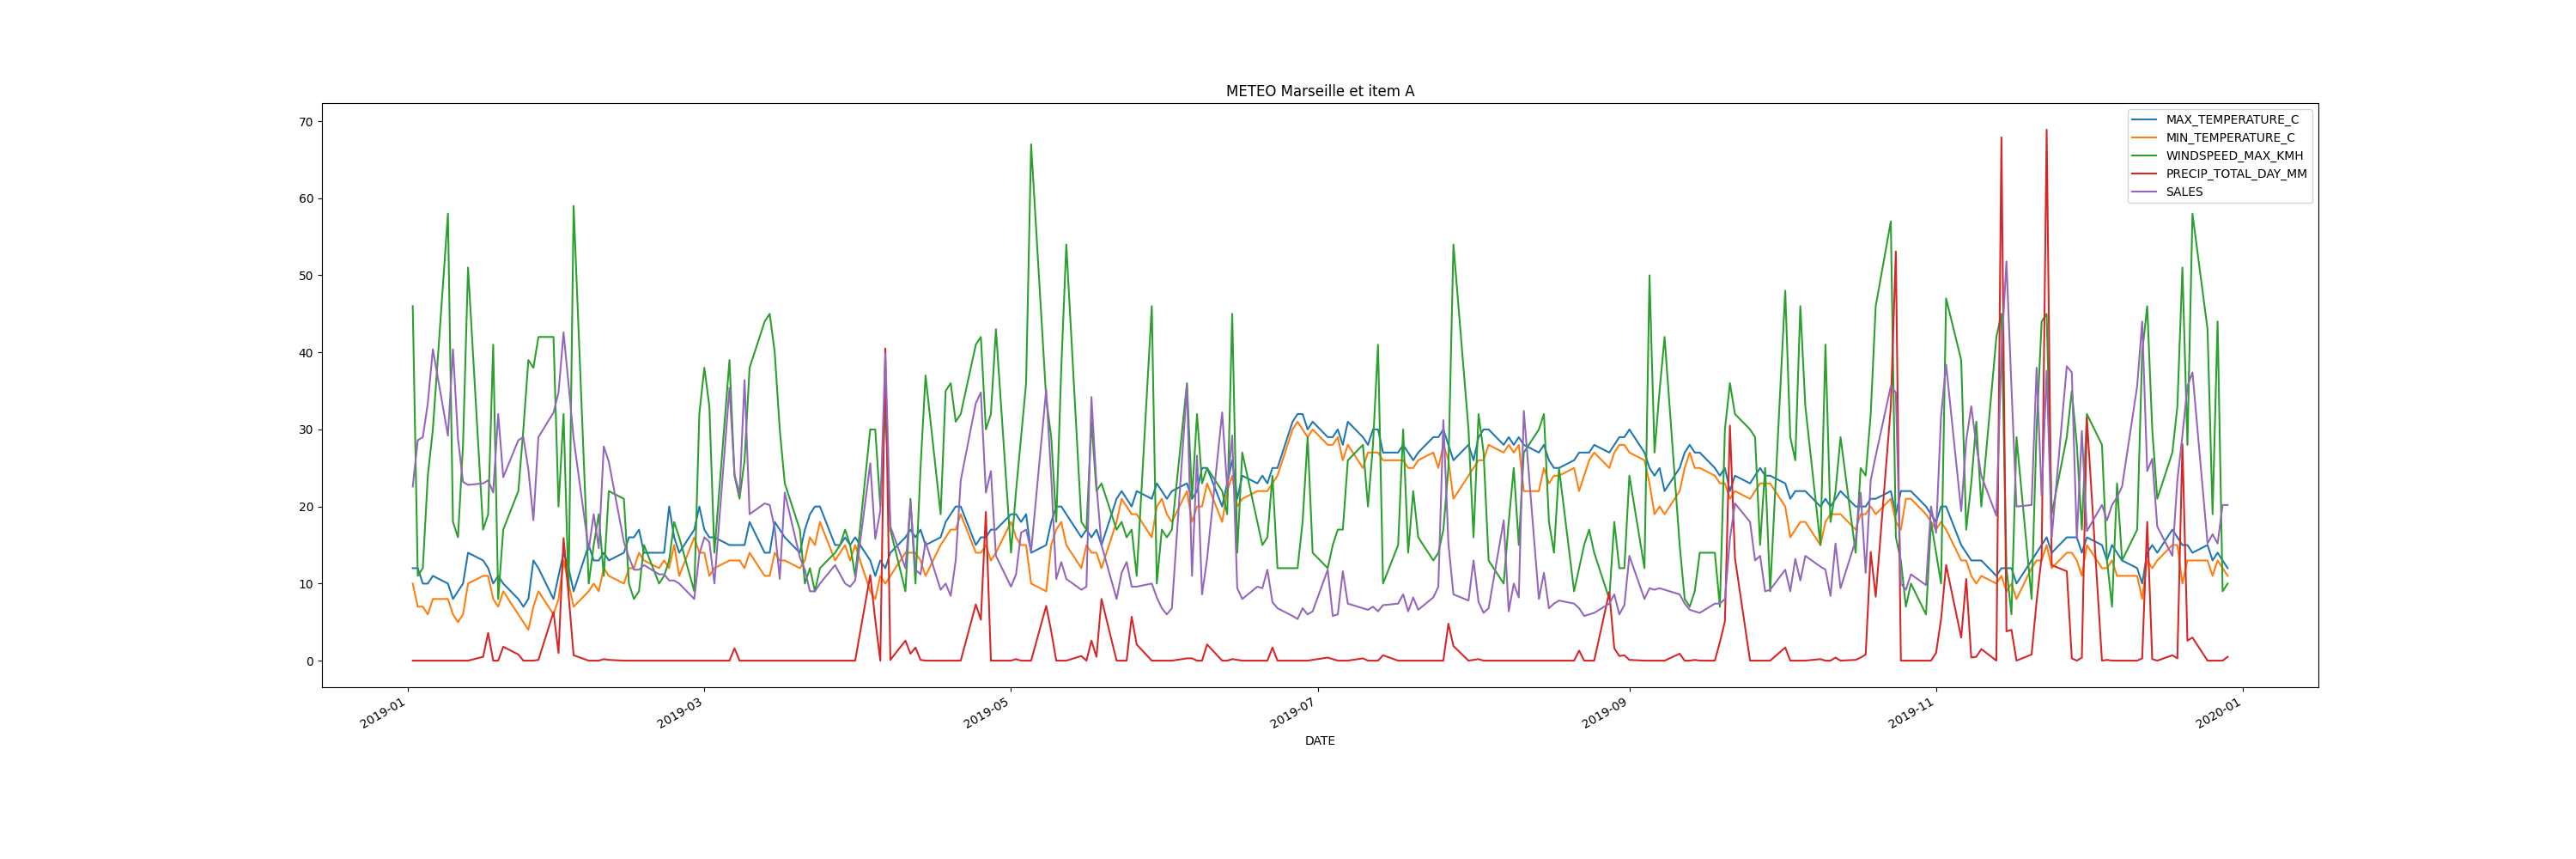 METEO Marseille et item A
MAX_TEMPERATURE_C
MIN_TEMPERATURE_C
WINDSPEED_MAX_KMH
PRECIP_TOTAL_DAY_MM
SALES
70
60
50
40
30
20
10
0
2019-01
2019-03
2019-05
2019-07
2019-09
2019-11
2020-01
DATE